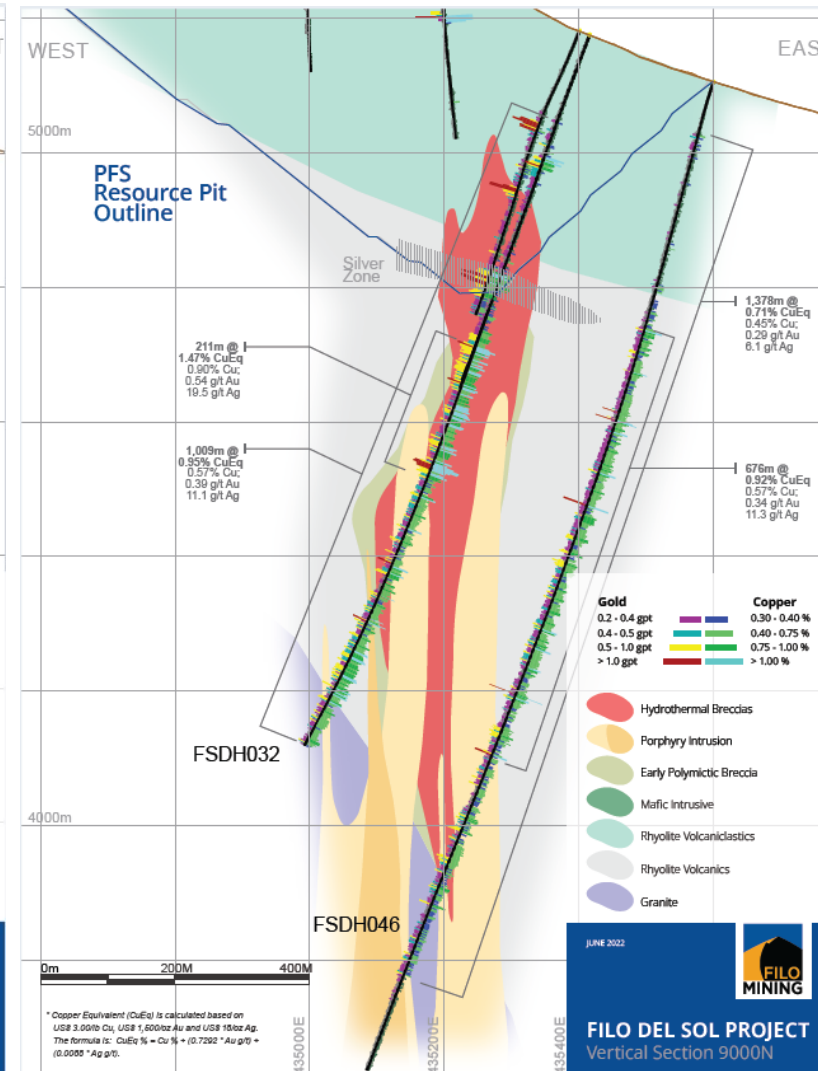 WEST
EAS
5000m
PFS
Resource Pit
Outline
Silver
Zone
211m @
1.47% CuEq
0.90% Cu;
0.54 g/t Au
19.5 g/t Ag
1,009m @
0.95% CuEq
0.57% Cu;
0.39 g/t Au
11.1 g/t Ag
1,378m @
0.71% CuEq
0.45% Cu;
0.29 g/t Au
6.1 g/t Ag
676m @
0.92% CuEq
0.57% Cu;
0.34 g/t Au
11.3 g/t Ag
Gold Copper
0.2 - 0.4 gpt 0.30 - 0.40 %
0.4 - 0.5 gpt 0.40 - 0.75 %
0.5 - 1.0 gpt 0.75 - 1.00 %
> 1.0 gpt > 1.00 %
Hydrothermal Breccias
Porphyry Intrusion
Early Polymictic Breccia
Mafic Intrusive
Rhyolite Volcaniclastics
Rhyolite Volcanics
Granite
FSDH032
4000m
FSDH046
0m 200M 400M
* Copper Equivalent (CuEq) is calculated based on
US$ 3.00/lb Cu, US$ 1,500/oz Au and US$ 18/oz Ag.
The formula is: CuEq % = Cu % + (0.7292 * Au g/t) +
(0.0088 * Ag g/t).
435000E
435200E
435400E
JUNE 2022
FILO
MINING
FILO DEL SOL PROJECT
Vertical Section 9000N